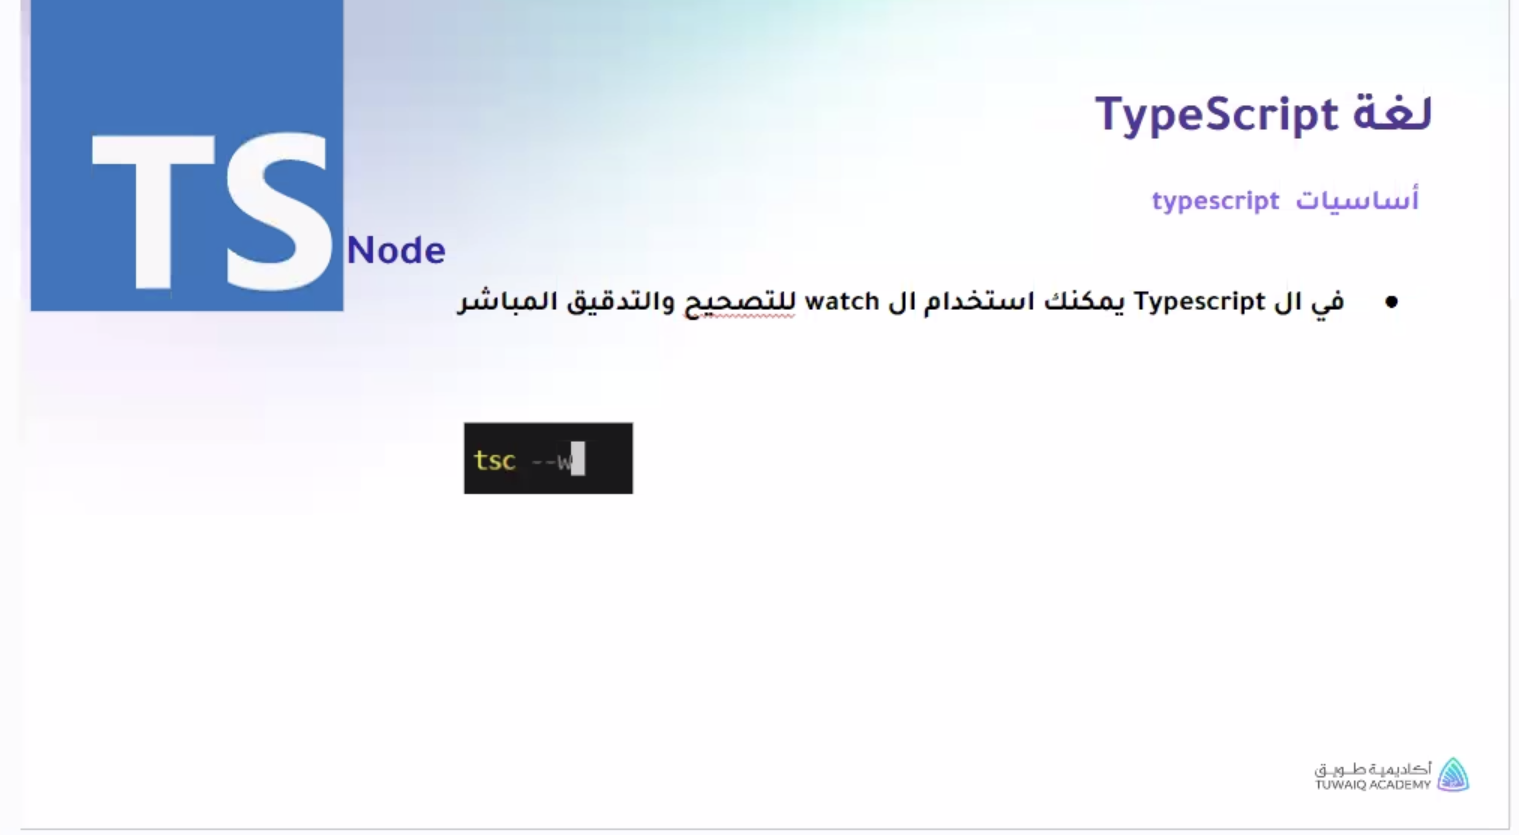 TS
لغة TypeScript
أساسيات typescript
Node
● في ال Typescript يمكنك استخدام ال watch للتصحيح والتدقيق المباشر
tsc --w
أكاديمية طويق
TUWAIQ ACADEMY